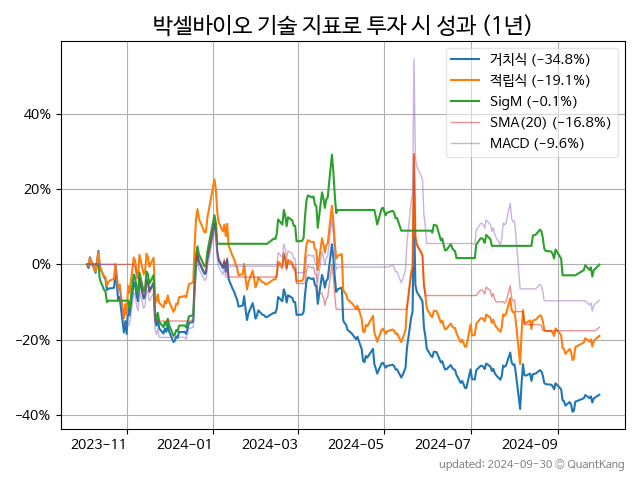 박셀바이오 기술 지표로 투자 시 성과 (1년)
거치식 (-34.8%)
적립식 (-19.1%)
SigM (-0.1%)
SMA(20) (-16.8%)
MACD (-9.6%)
40%
20%
0%
-20%
-40%
2023-11
2024-01
2024-03
2024-05
2024-07
2024-09
updated: 2024-09-30 © QuantKang